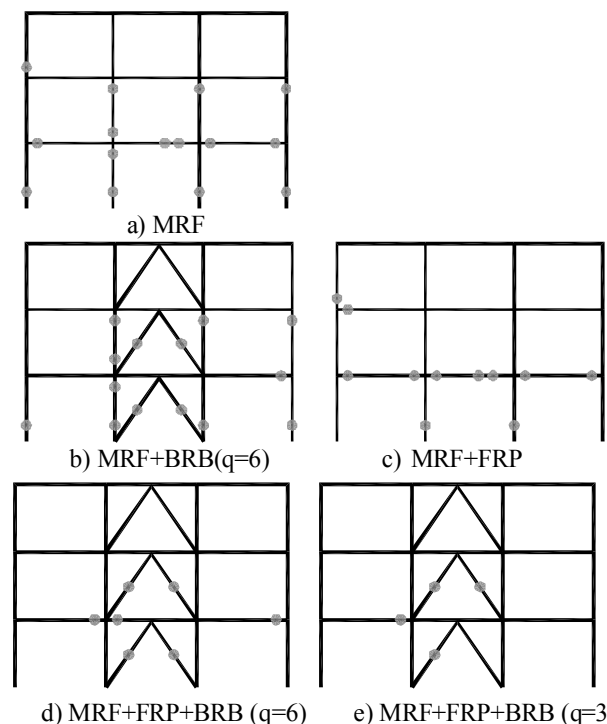 a) MRF
b) MRF+BRB(q=6)
c) MRF+FRP
d) MRF+FRP+BRB (q=6)
e) MRF+FRP+BRB (q=3